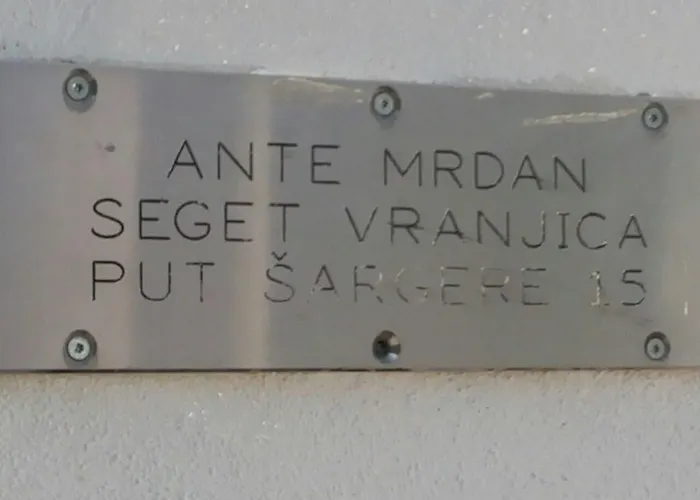 ANTE MRDAN
SEGET VRANJICA
PUT ŠARGERE 15